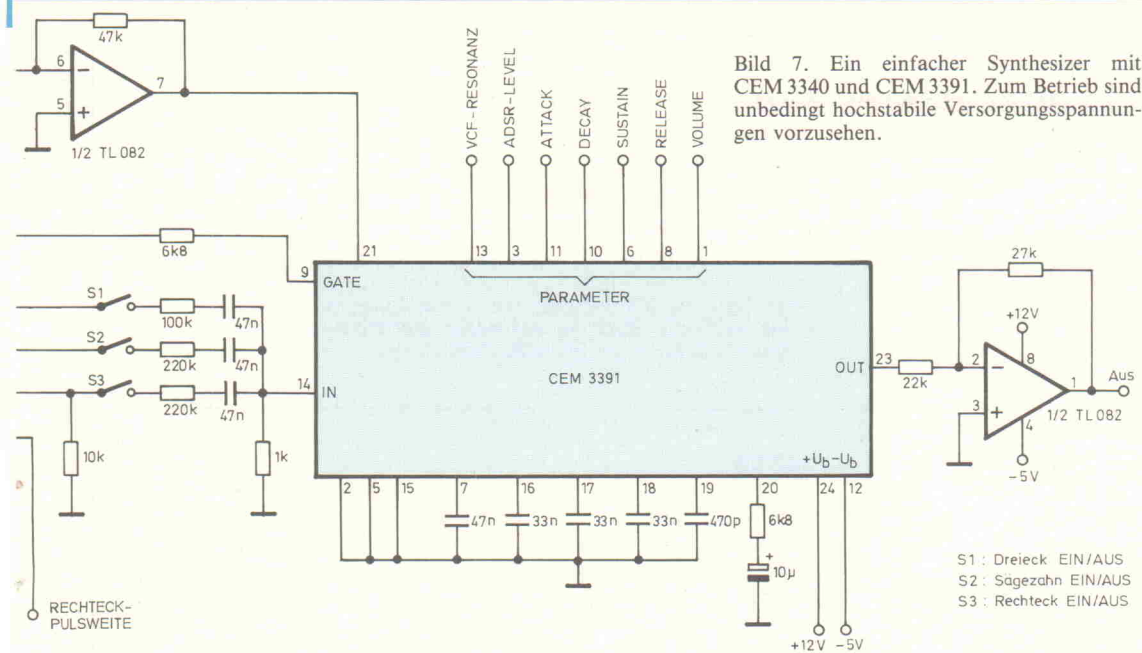 Bild 7. Ein einfacher Synthesizer mit
CEM 3340 und CEM 3391. Zum Betrieb sind
unbedingt hochstabile Versorgungsspannun-
gen vorzusehen.
47k
6
−
7
5
+
1/2 TL 082
VCF-RESONANZ
ADSR-LEVEL
ATTACK
DECAY
SUSTAIN
RELEASE
VOLUME
6k8
9
21
13
3
11
10
6
8
1
GATE
PARAMETER
S1
100k
47n
S2
220k
47n
S3
220k
47n
14
IN
CEM 3391
OUT
23
22k
27k
+12V
2
−
8
3
+
1
Aus
1/2 TL 082
4
−5V
10k
1k
+Ub −Ub
2
5
15
7
16
17
18
19
20
24
12
47n
33n
33n
33n
470p
6k8
+
10µ
+12V
−5V
RECHTECK-
PULSWEITE
S1 : Dreieck EIN/AUS
S2 : Sägezahn EIN/AUS
S3 : Rechteck EIN/AUS